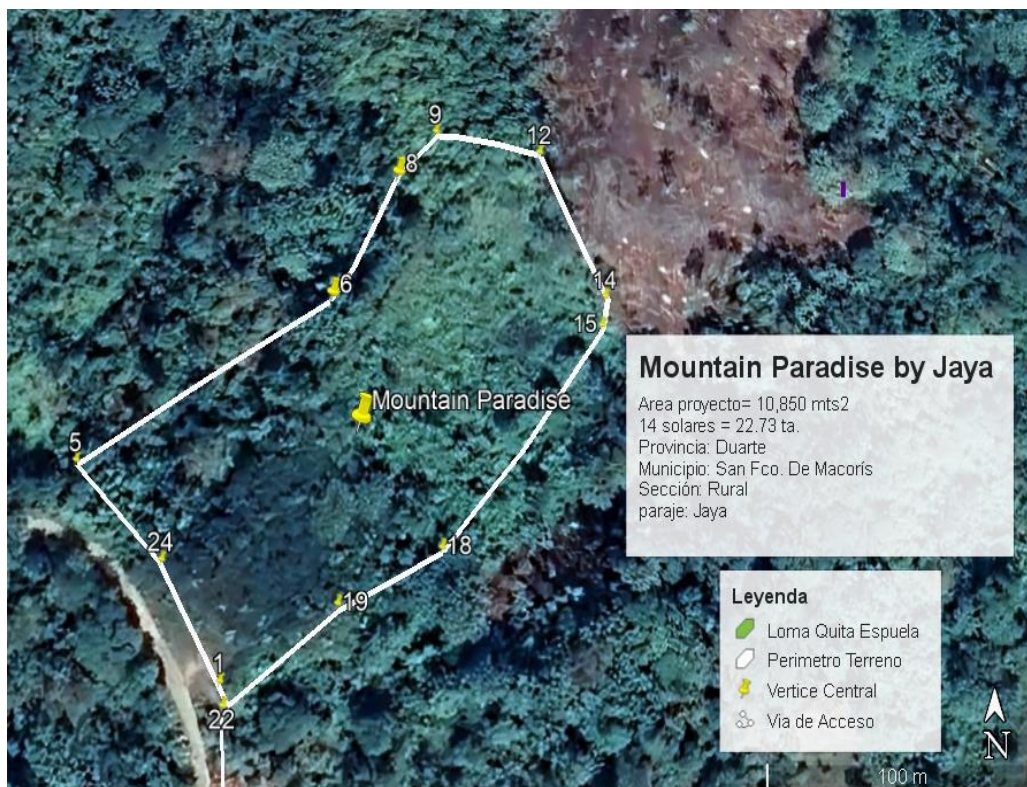 9
12
8
6
14
15
Mountain Paradise
5
24
18
19
1
22
Mountain Paradise by Jaya
Area proyecto= 10,850 mts2
14 solares = 22.73 ta.
Provincia: Duarte
Municipio: San Fco. De Macorís
Sección: Rural
paraje: Jaya
Leyenda
Loma Quita Espuela
Perimetro Terreno
Vertice Central
Via de Acceso
N
100 m